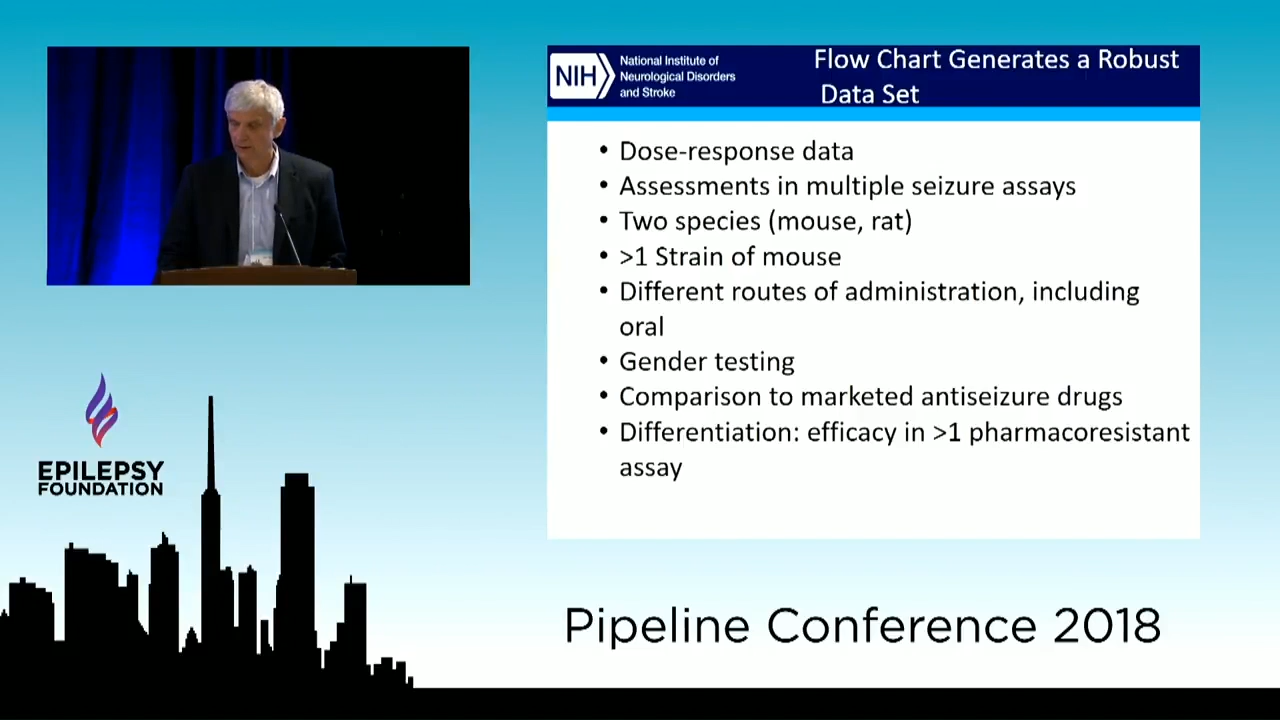 NIH
National Institute of
Neurological Disorders
and Stroke
Flow Chart Generates a Robust
Data Set
• Dose-response data
• Assessments in multiple seizure assays
• Two species (mouse, rat)
• >1 Strain of mouse
• Different routes of administration, including
oral
• Gender testing
• Comparison to marketed antiseizure drugs
• Differentiation: efficacy in >1 pharmacoresistant
assay
EPILEPSY
FOUNDATION
Pipeline Conference 2018